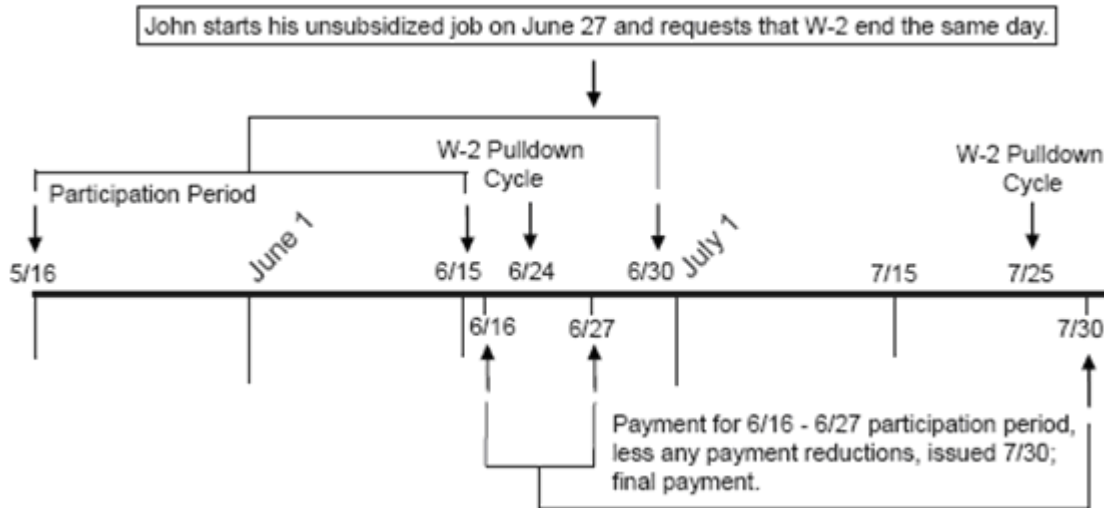 John starts his unsubsidized job on June 27 and requests that W-2 end the same day.
W-2 Pulldown
Cycle
W-2 Pulldown
Cycle
Participation Period
June 1
July 1
5/16
6/15
6/24
6/30
7/15
7/25
6/16
6/27
7/30
Payment for 6/16 - 6/27 participation period,
less any payment reductions, issued 7/30;
final payment.